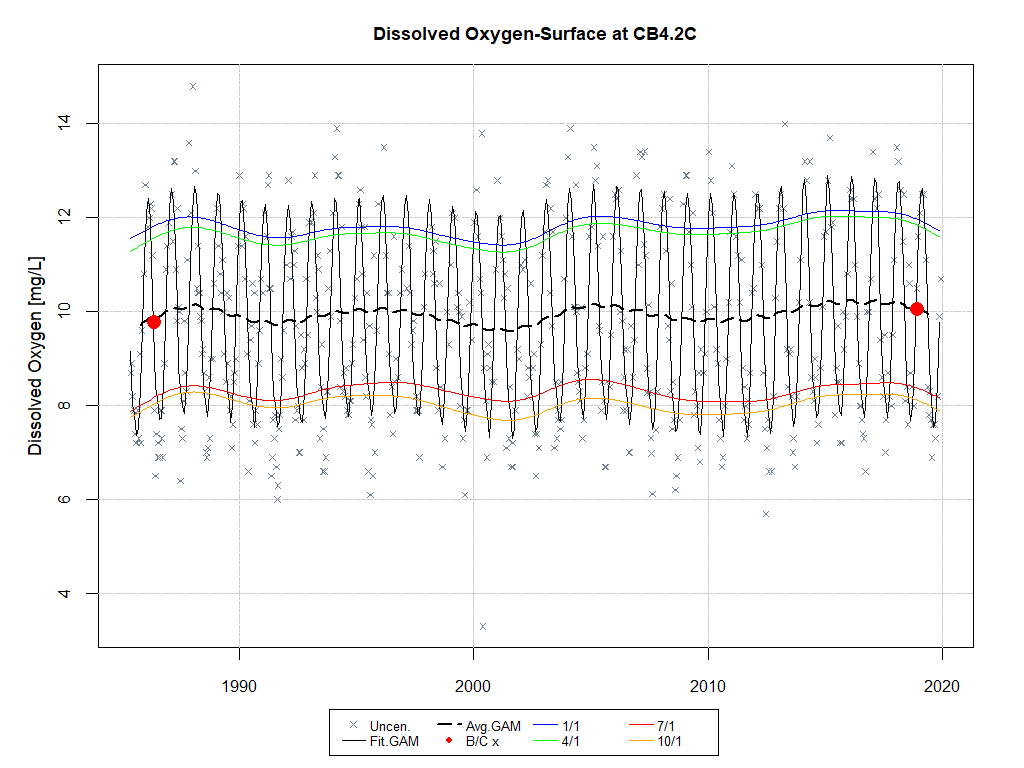 Dissolved Oxygen-Surface at CB4.2C
Dissolved Oxygen [mg/L]
14
12
10
8
6
4
1990 2000 2010 2020
Uncen. Avg.GAM 1/1 7/1
Fit.GAM B/C x 4/1 10/1